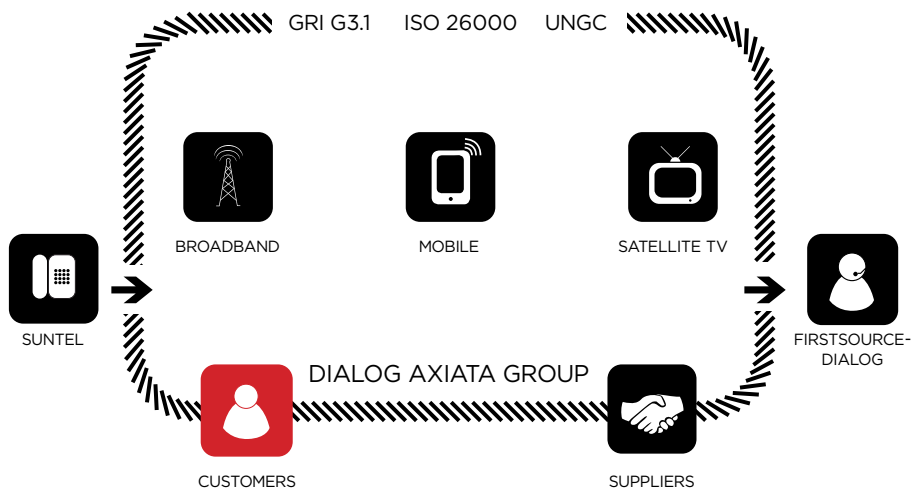 GRI G3.1 ISO 26000 UNGC
BROADBAND
MOBILE
SATELLITE TV
SUNTEL
FIRSTSOURCE-
DIALOG
DIALOG AXIATA GROUP
CUSTOMERS
SUPPLIERS